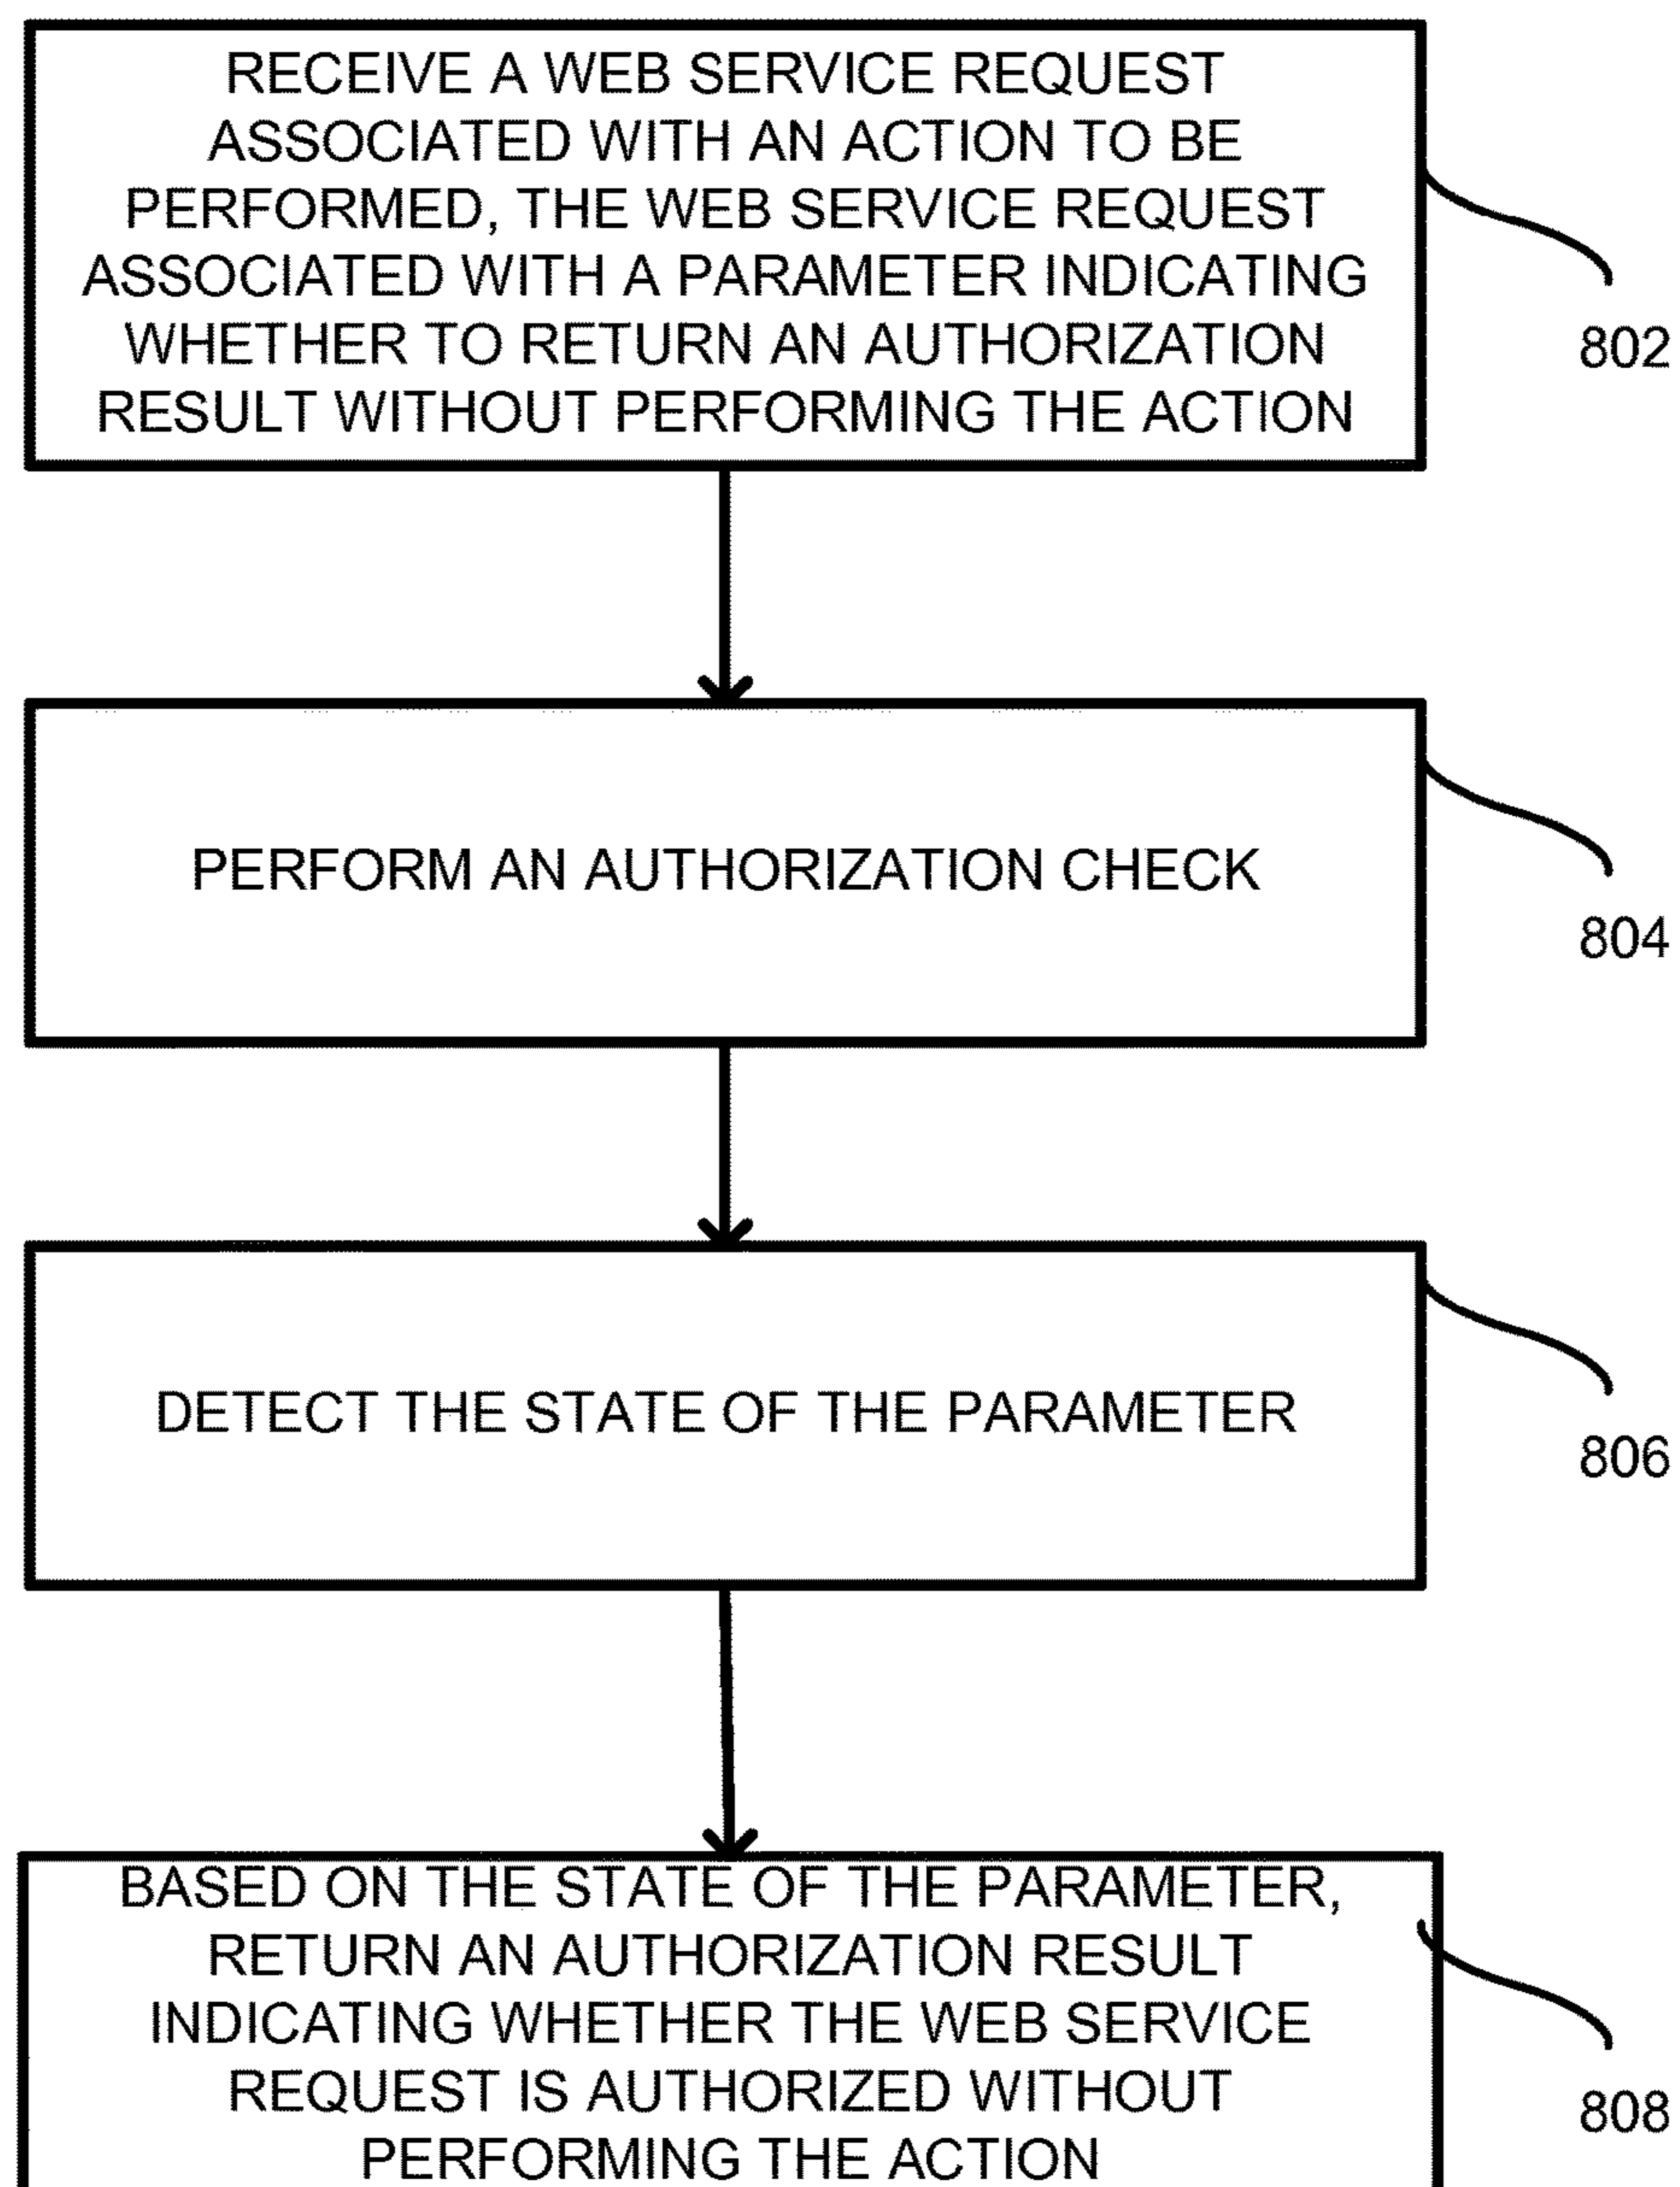 RECEIVE A WEB SERVICE REQUEST
ASSOCIATED WITH AN ACTION TO BE
PERFORMED, THE WEB SERVICE REQUEST
ASSOCIATED WITH A PARAMETER INDICATING
WHETHER TO RETURN AN AUTHORIZATION
RESULT WITHOUT PERFORMING THE ACTION
802
PERFORM AN AUTHORIZATION CHECK
804
DETECT THE STATE OF THE PARAMETER
806
BASED ON THE STATE OF THE PARAMETER,
RETURN AN AUTHORIZATION RESULT
INDICATING WHETHER THE WEB SERVICE
REQUEST IS AUTHORIZED WITHOUT
PERFORMING THE ACTION
808